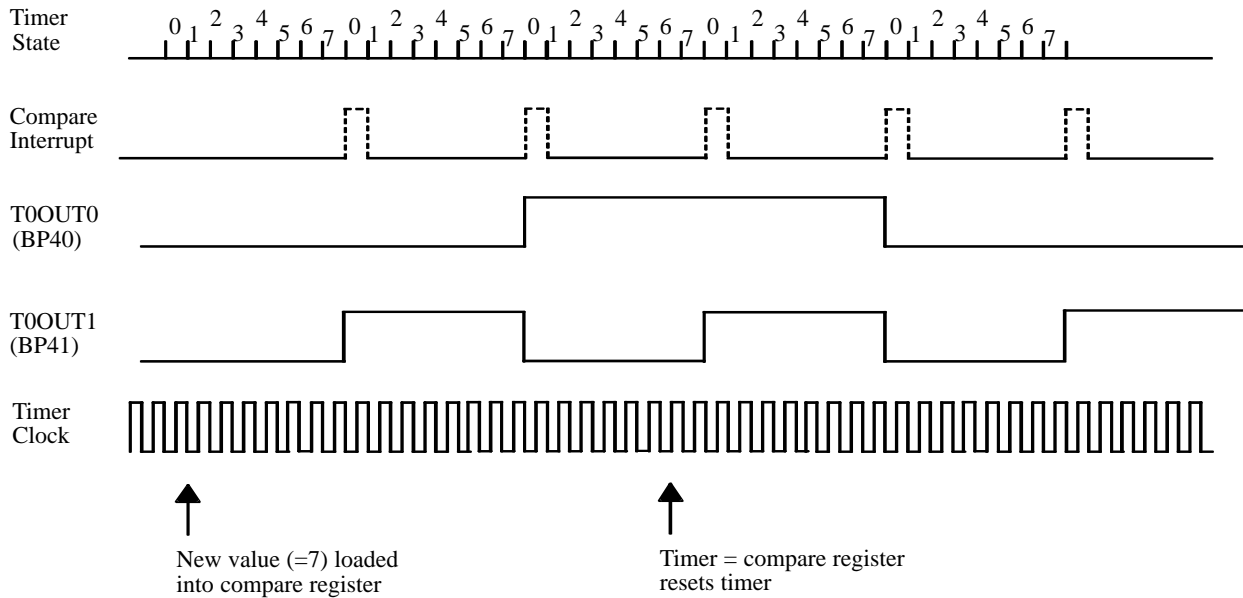 Timer
State
0 1 2 3 4 5 6 7 0 1 2 3 4 5 6 7 0 1 2 3 4 5 6 7 0 1 2 3 4 5 6 7 0 1 2 3 4 5 6 7
Compare
Interrupt
T0OUT0
(BP40)
T0OUT1
(BP41)
Timer
Clock
New value (=7) loaded
into compare register
Timer = compare register
resets timer